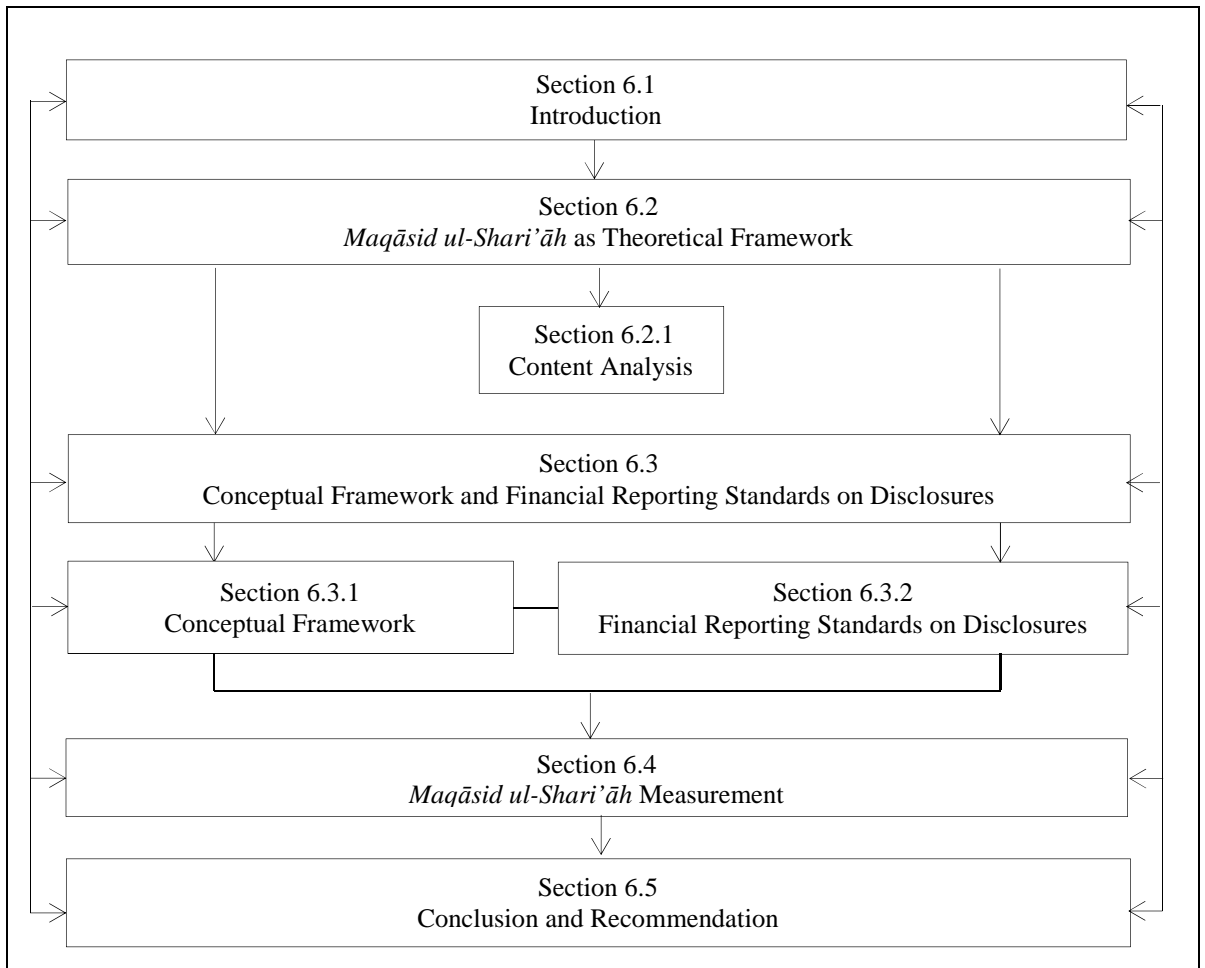 Section 6.1
Introduction
Section 6.2
Maqāsid ul-Shari’āh as Theoretical Framework
Section 6.2.1
Content Analysis
Section 6.3
Conceptual Framework and Financial Reporting Standards on Disclosures
Section 6.3.1
Conceptual Framework
Section 6.3.2
Financial Reporting Standards on Disclosures
Section 6.4
Maqāsid ul-Shari’āh Measurement
Section 6.5
Conclusion and Recommendation